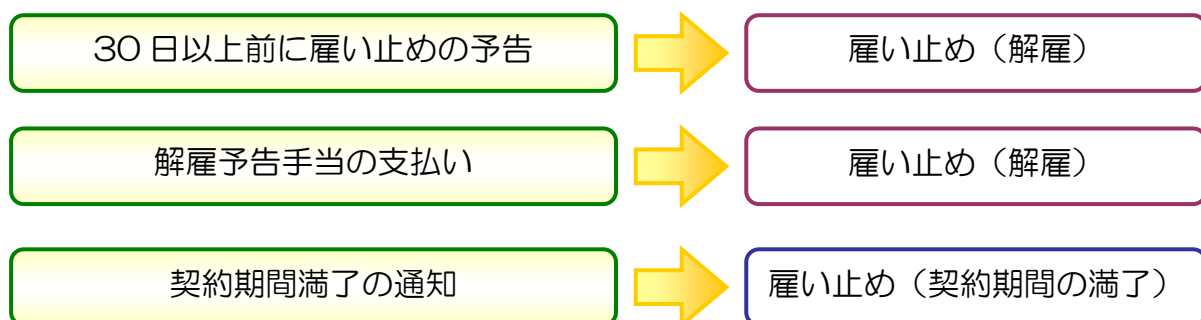 30 日以上前に雇い止めの予告
雇い止め（解雇）
解雇予告手当の支払い
雇い止め（解雇）
契約期間満了の通知
雇い止め（契約期間の満了）